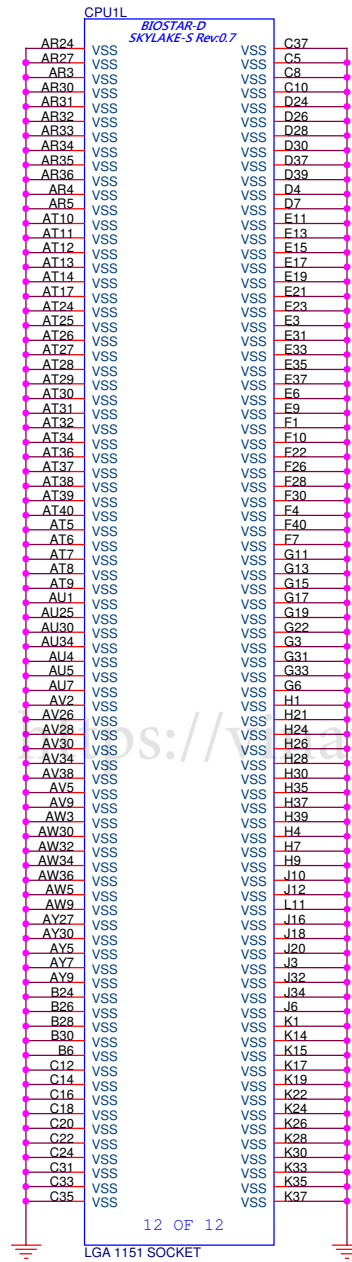 CPU1L
BIOSTAR-D
SKYLAKE-S Rev:0.7
AR24 VSS VSS C37
AR27 VSS VSS C5
AR3 VSS VSS C8
AR30 VSS VSS C10
AR31 VSS VSS D24
AR32 VSS VSS D26
AR33 VSS VSS D28
AR34 VSS VSS D30
AR35 VSS VSS D37
AR36 VSS VSS D39
AR4 VSS VSS D4
AR5 VSS VSS D7
AT10 VSS VSS E11
AT11 VSS VSS E13
AT12 VSS VSS E15
AT13 VSS VSS E17
AT14 VSS VSS E19
AT17 VSS VSS E21
AT24 VSS VSS E23
AT25 VSS VSS E3
AT26 VSS VSS E31
AT27 VSS VSS E33
AT28 VSS VSS E35
AT29 VSS VSS E37
AT30 VSS VSS E6
AT31 VSS VSS E9
AT32 VSS VSS F1
AT34 VSS VSS F10
AT36 VSS VSS F22
AT37 VSS VSS F26
AT38 VSS VSS F28
AT39 VSS VSS F30
AT40 VSS VSS F4
AT5 VSS VSS F40
AT6 VSS VSS F7
AT7 VSS VSS G11
AT8 VSS VSS G13
AT9 VSS VSS G15
AU1 VSS VSS G17
AU25 VSS VSS G19
AU30 VSS VSS G22
AU34 VSS VSS G3
AU4 VSS VSS G31
AU5 VSS VSS G33
AU7 VSS VSS G6
AV2 VSS VSS H1
AV26 VSS VSS H21
AV28 VSS VSS H24
https://vina
AV30 VSS VSS H26
AV34 VSS VSS H28
AV38 VSS VSS H30
AV5 VSS VSS H35
AV9 VSS VSS H37
AW3 VSS VSS H39
AW30 VSS VSS H4
AW32 VSS VSS H7
AW34 VSS VSS H9
AW36 VSS VSS J10
AW5 VSS VSS J12
AW9 VSS VSS L11
AY27 VSS VSS J16
AY30 VSS VSS J18
AY5 VSS VSS J20
AY7 VSS VSS J3
AY9 VSS VSS J32
B24 VSS VSS J34
B26 VSS VSS J6
B28 VSS VSS K1
B30 VSS VSS K14
B6 VSS VSS K15
C12 VSS VSS K17
C14 VSS VSS K19
C16 VSS VSS K22
C18 VSS VSS K24
C20 VSS VSS K26
C22 VSS VSS K28
C24 VSS VSS K30
C31 VSS VSS K33
C33 VSS VSS K35
C35 VSS VSS K37
12 OF 12
LGA 1151 SOCKET